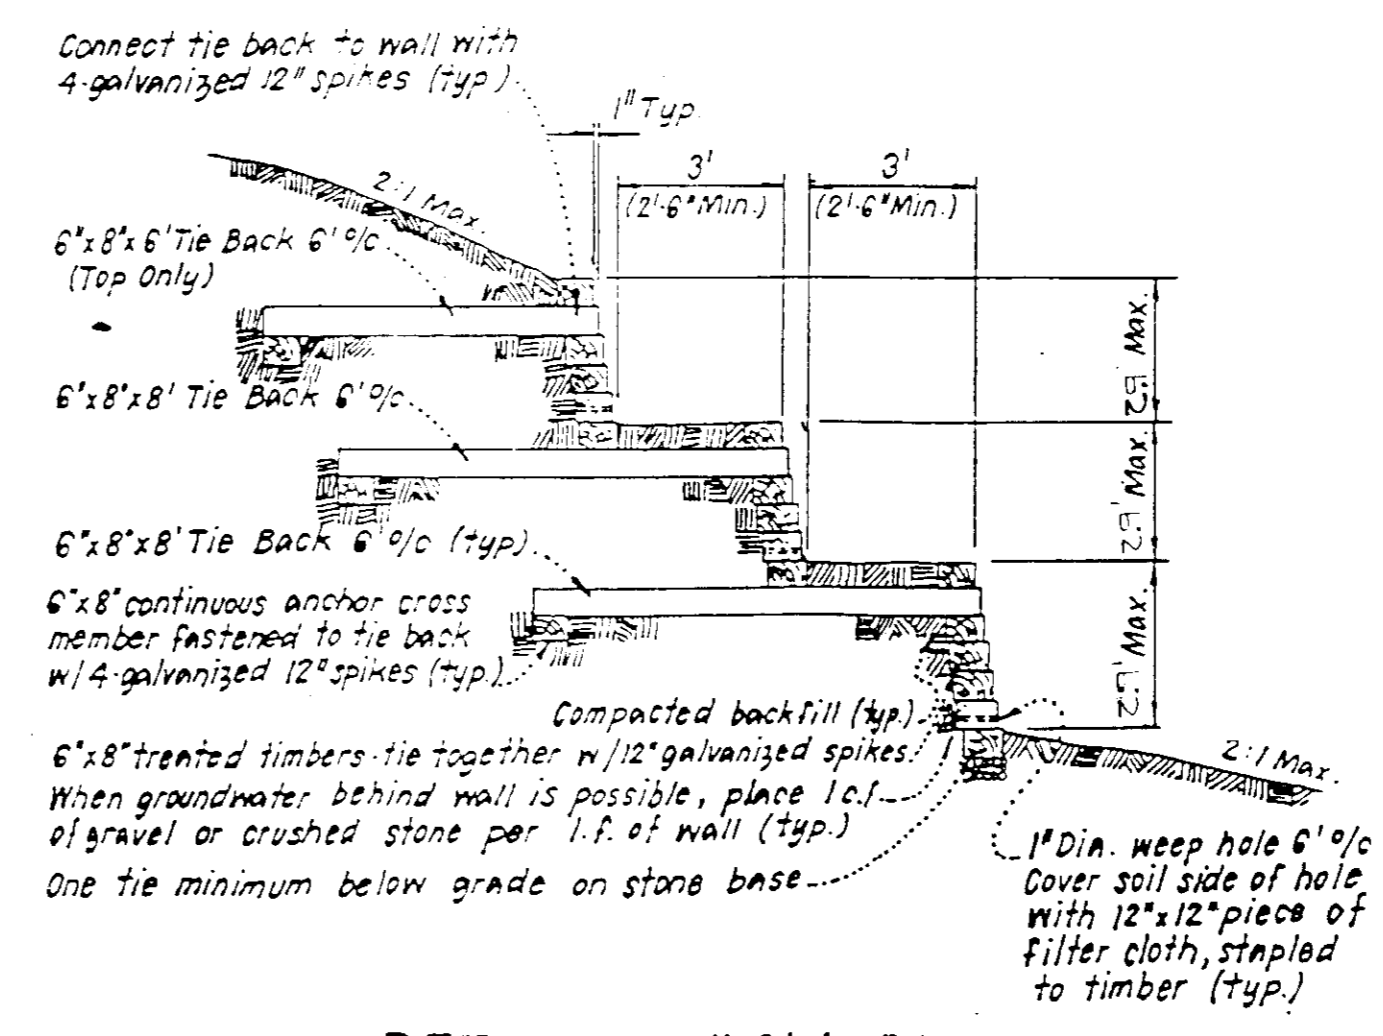 Connect tie back to wall with
4-galvanized 12" spikes (typ.)
1" Typ.
3'
3'
(2'-6" Min.)
(2'-6" Min.)
2:1 Max.
6"x8"x6' Tie Back 6' o/c
(Top Only)
6"x8"x8' Tie Back 6' o/c
6"x8"x8' Tie Back 6' o/c (typ)
6"x8" continuous anchor cross
member fastened to tie back
w/4-galvanized 12" spikes (typ.)
Max.
Max.
Max.
Compacted backfill (typ.)
6"x8" treated timbers-tie together w/12" galvanized spikes.
When groundwater behind wall is possible, place 1 c.f.
of gravel or crushed stone per l.f. of wall (typ.)
One tie minimum below grade on stone base
2:1 Max.
1" Dia. weep hole 6' o/c
Cover soil side of hole
with 12"x12" piece of
filter cloth, stapled
to timber (typ.)